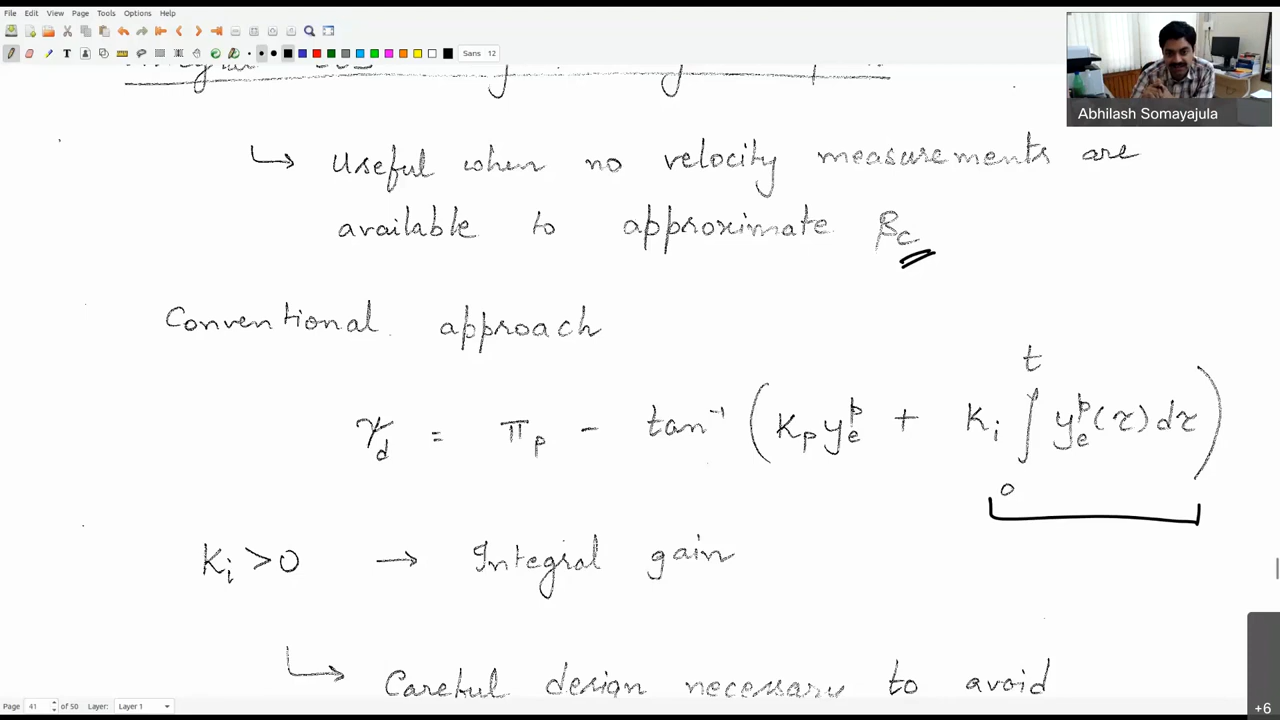 File Edit View Page Tools Options Help
Sans 12
Abhilash Somayajula
↳ Useful when no velocity measurements are
available to approximate βc
Conventional approach
ψd = πp - tan⁻¹ (Kp yeᵖ + Ki ∫₀ᵗ yeᵖ(τ)dτ)
Ki >0 → Integral gain
↳ Careful design necessary to avoid
Page 41 of 50 Layer: Layer 1
+6